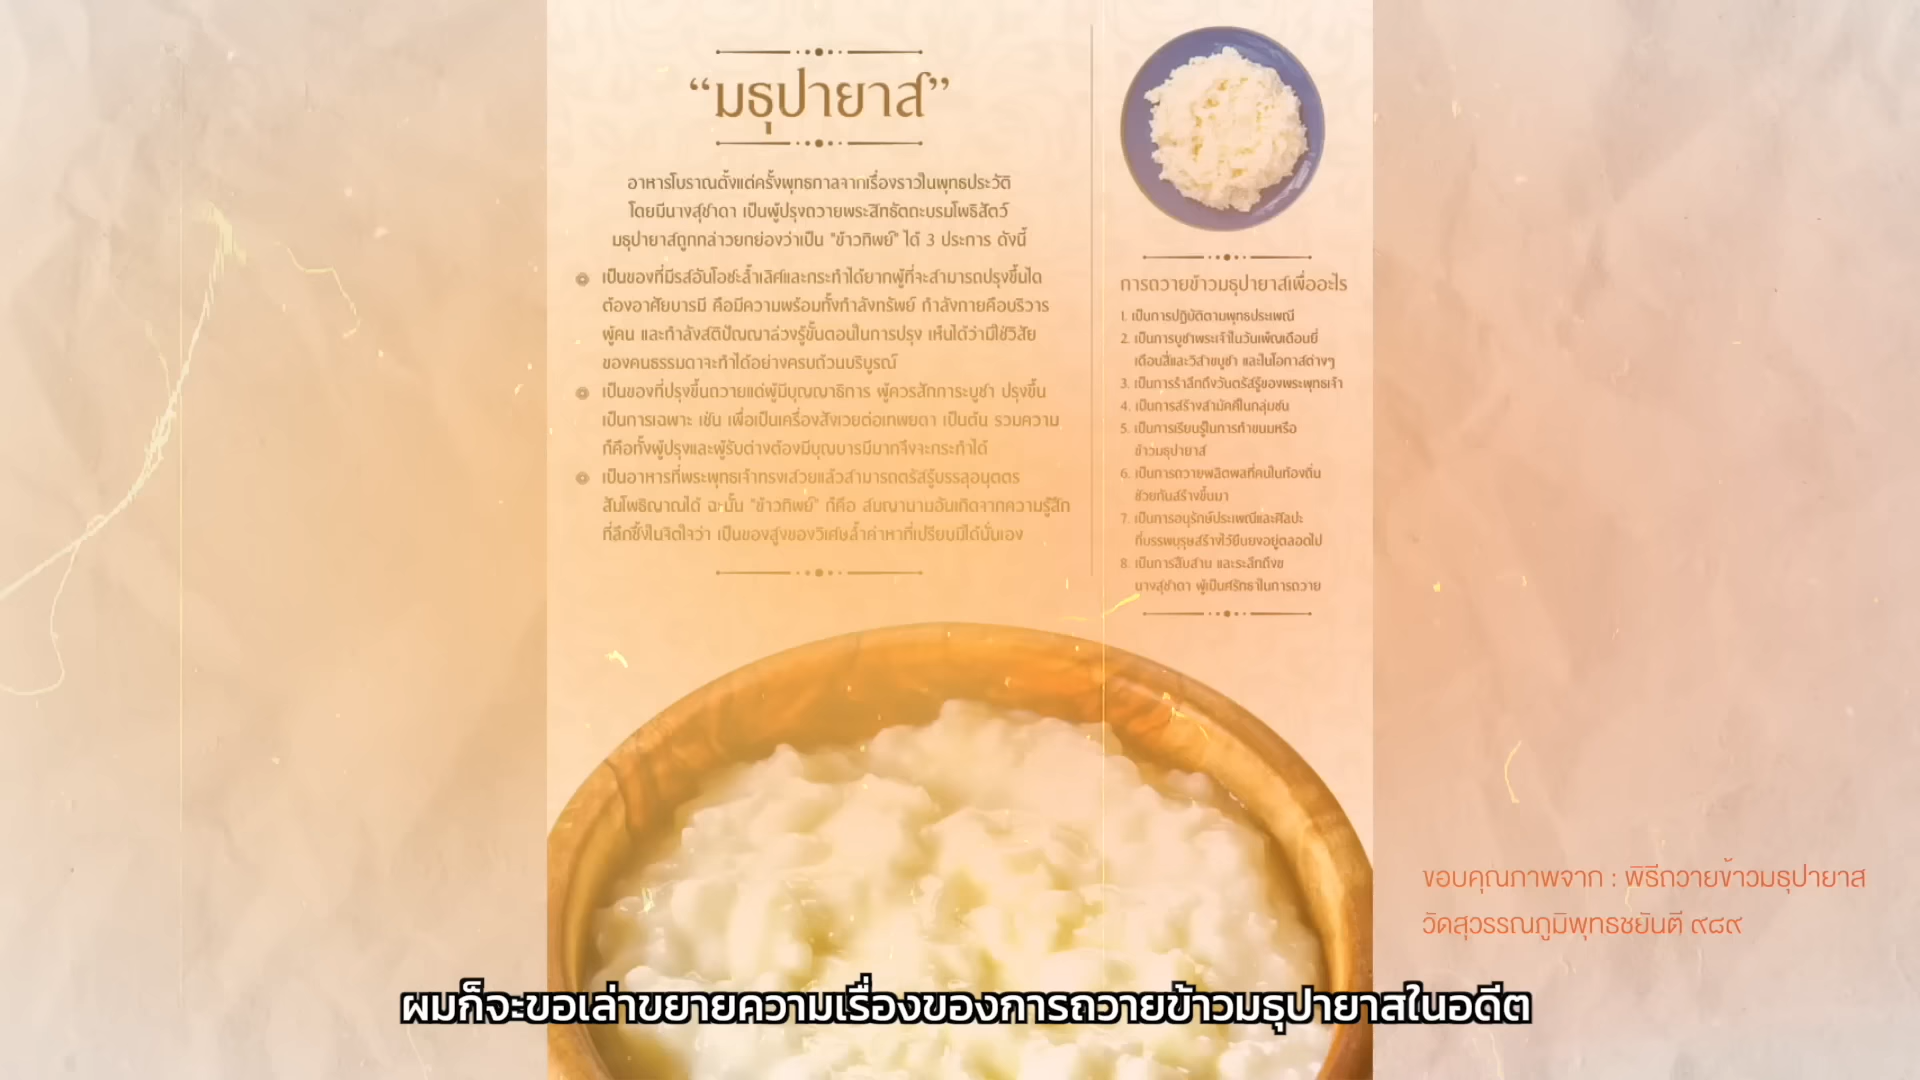 “มธุปายาส”
อาหารโบราณตั้งแต่ครั้งพุทธกาลจากเรื่องราวในพุทธประวัติ
โดยมีนางสุชาดา เป็นผู้ปรุงถวายพระสิทธัตถะบรมโพธิสัตว์
มธุปายาสถูกกล่าวยกย่องว่าเป็น "ข้าวทิพย์" ได้ 3 ประการ ดังนี้
เป็นของที่มีรสอันโอชะล้ำเลิศและกระทำได้ยากผู้ที่จะสามารถปรุงขึ้นได
ต้องอาศัยบารมี คือมีความพร้อมทั้งกำลังทรัพย์ กำลังกายคือบริวาร
ผู้คน และกำลังสติปัญญาล่วงรู้ขั้นตอนในการปรุง เห็นได้ว่ามิใช่วิสัย
ของคนธรรมดาจะทำได้อย่างครบถ้วนบริบูรณ์
เป็นของที่ปรุงขึ้นถวายแด่ผู้มีบุญญาธิการ ผู้ควรสักการะบูชา ปรุงขึ้น
เป็นการเฉพาะ เช่น เพื่อเป็นเครื่องสังเวยต่อเทพยดา เป็นต้น รวมความ
ก็คือทั้งผู้ปรุงและผู้รับต่างต้องมีบุญบารมีมากจึงจะกระทำได้
เป็นอาหารที่พระพุทธเจ้าทรงเสวยแล้วสามารถตรัสรู้บรรลุอนุตตร
สัมโพธิญาณได้ ฉะนั้น "ข้าวทิพย์" ก็คือ สมญานามอันเกิดจากความรู้สึก
ที่ลึกซึ้งในจิตใจว่า เป็นของสูงของวิเศษล้ำค่าหาที่เปรียบมิได้นั่นเอง
การถวายข้าวมธุปายาสเพื่ออะไร
1. เป็นการปฏิบัติตามพุทธประเพณี
2. เป็นการบูชาพระเจ้าในวันเพ็ญเดือนยี่
เดือนสี่และวิสาขบูชา และในโอกาสต่างๆ
3. เป็นการรำลึกถึงวันตรัสรู้ของพระพุทธเจ้า
4. เป็นการสร้างสามัคคีในกลุ่มชน
5. เป็นการเรียนรู้ในการทำขนมหรือ
ข้าวมธุปายาส
6. เป็นการถวายผลิตผลที่คนในท้องถิ่น
ช่วยกันสร้างขึ้นมา
7. เป็นการอนุรักษ์ประเพณีและศิลปะ
ที่บรรพบุรุษสร้างไว้ยืนยงอยู่ตลอดไป
8. เป็นการสืบสาน และระลึกถึงข
นางสุชาดา ผู้เป็นศรัทธาในการถวาย
ขอบคุณภาพจาก : พิธีถวายข้าวมธุปายาส
วัดสุวรรณภูมิพุทธชยันตี ๙๘๙
ผมก็จะขอเล่าขยายความเรื่องของการถวายข้าวมธุปายาสในอดีต